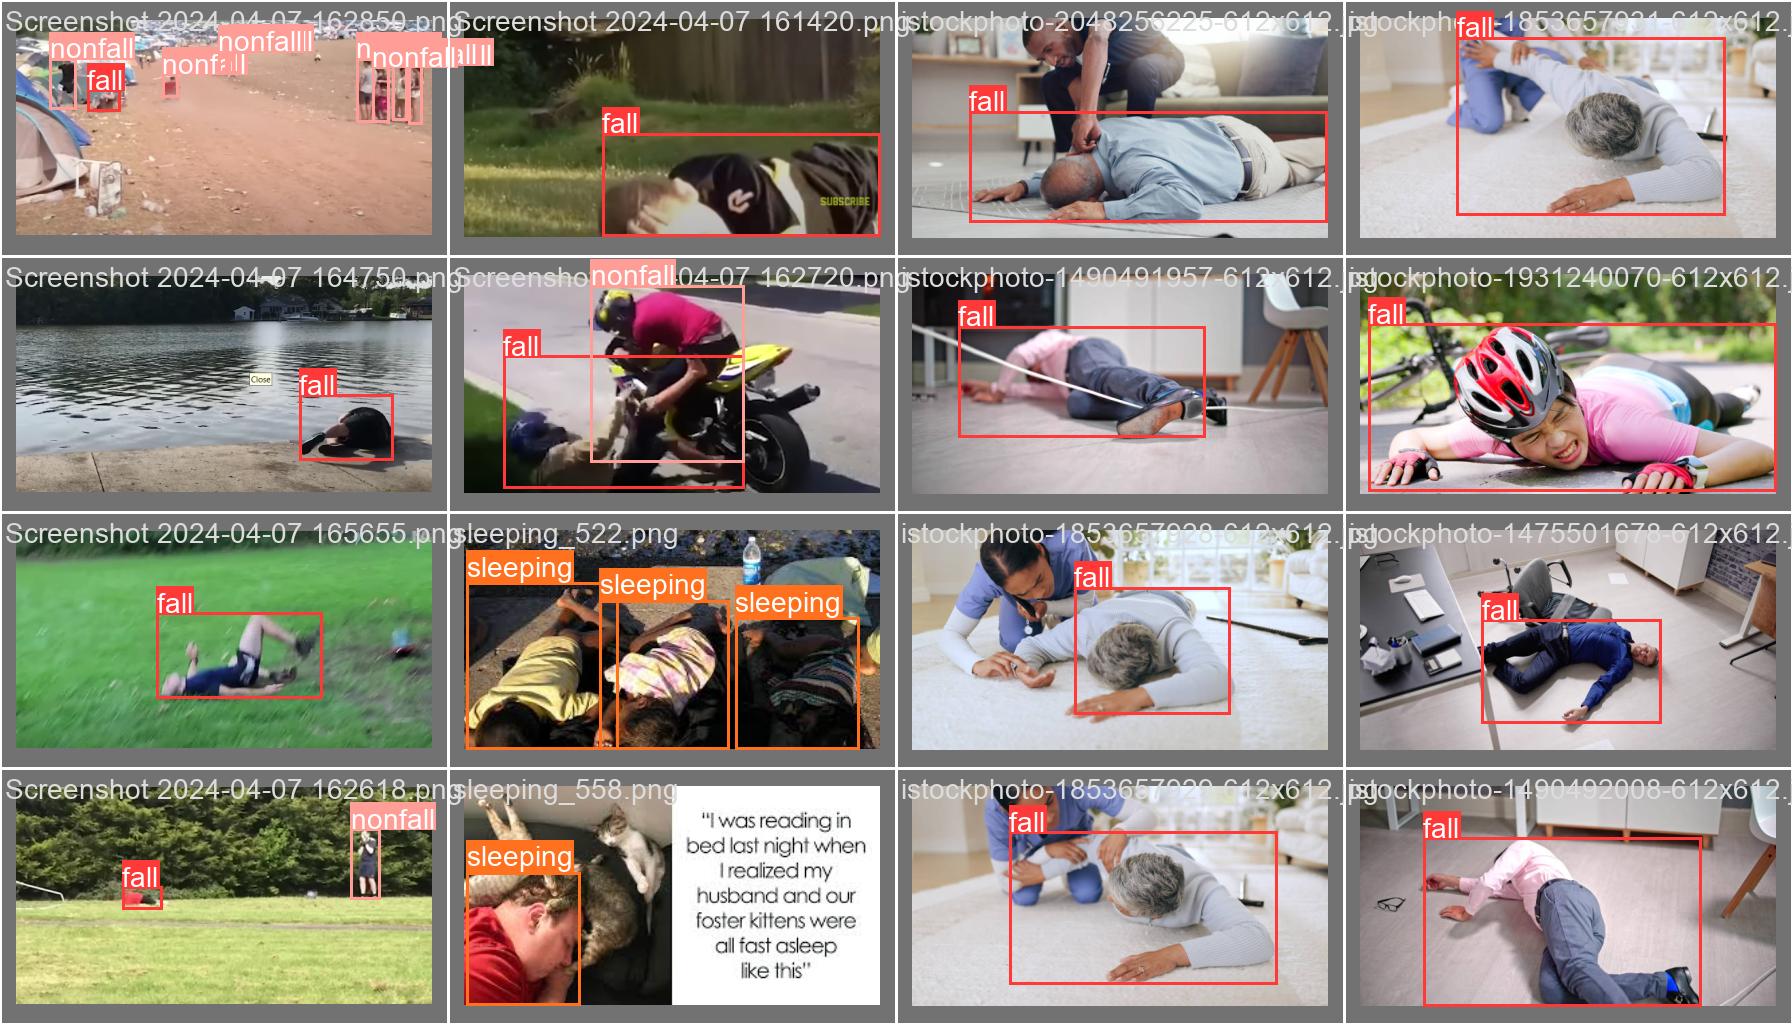 Screenshot 2024-04-07 162850.png
nonfall
nonfall
nonfall
nonfall
fall
Screenshot 2024-04-07 161420.png
fall
SUBSCRIBE
istockphoto-2048256225-612x612.jpg
fall
istockphoto-1853657931-612x612.
fall
Screenshot 2024-04-07 164750.png
Close
fall
Screenshot 2024-04-07 162720.png
nonfall
fall
istockphoto-1490491957-612x612.jpg
fall
istockphoto-1931240070-612x612.
fall
Screenshot 2024-04-07 165655.png
fall
sleeping_522.png
sleeping
sleeping
sleeping
istockphoto-1853657928-612x612.jpg
fall
istockphoto-1475501678-612x612.
fall
Screenshot 2024-04-07 162618.png
nonfall
fall
sleeping_558.png
sleeping
“I was reading in
bed last night when
I realized my
husband and our
foster kittens were
all fast asleep
like this”
istockphoto-1853657920-612x612.jpg
fall
istockphoto-1490492008-612x612.
fall